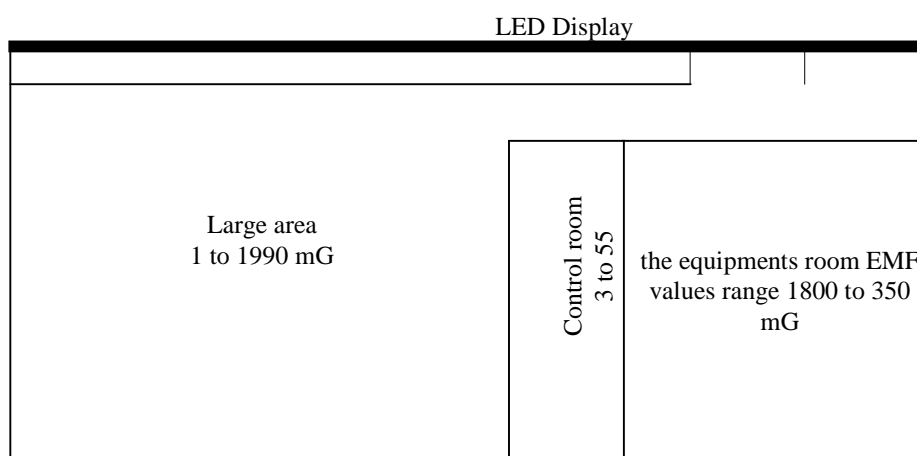 LED Display
Large area
1 to 1990 mG
Control room
3 to 55
the equipments room EMF
values range 1800 to 350
mG